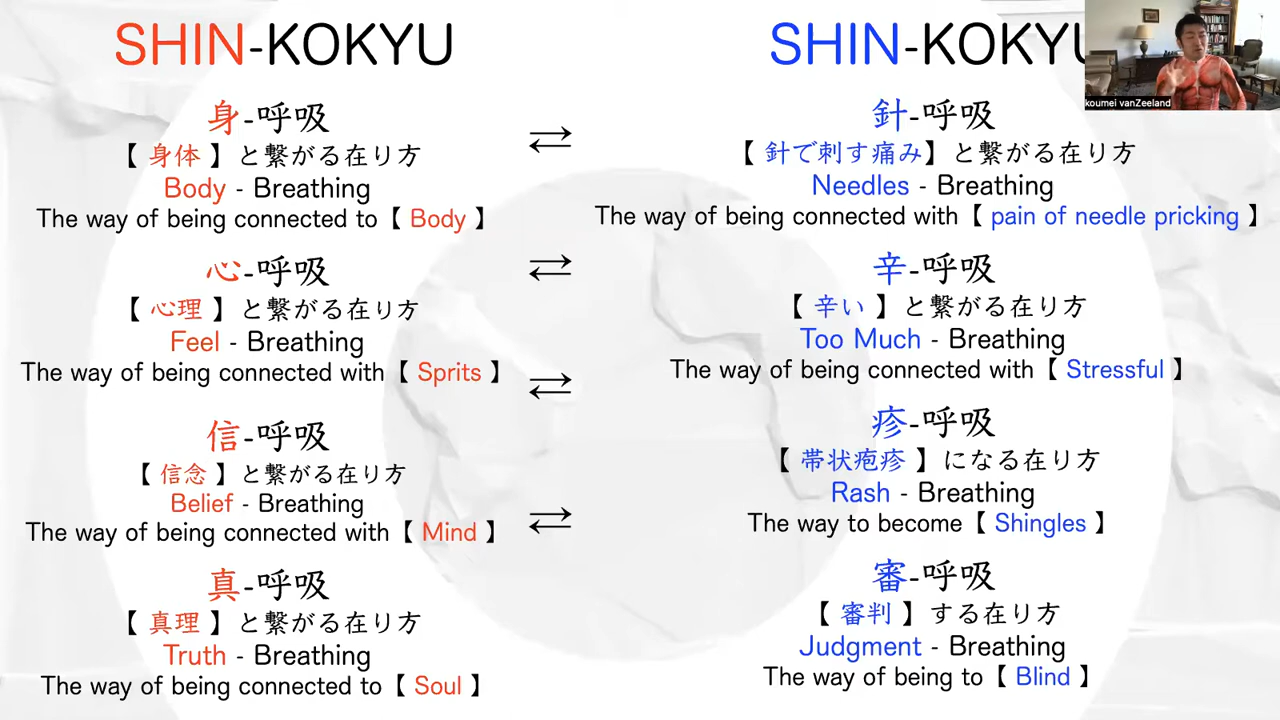 SHIN-KOKYU
身-呼吸
【 身体 】と繋がる在り方
Body - Breathing
The way of being connected to【 Body 】
心-呼吸
【 心理 】と繋がる在り方
Feel - Breathing
The way of being connected with【 Sprits 】
信-呼吸
【 信念 】と繋がる在り方
Belief - Breathing
The way of being connected with【 Mind 】
真-呼吸
【 真理 】と繋がる在り方
Truth - Breathing
The way of being connected to【 Soul 】
⇄
⇄
⇄
⇄
SHIN-KOKYU
針-呼吸
【 針で刺す痛み】と繋がる在り方
Needles - Breathing
The way of being connected with【 pain of needle pricking 】
辛-呼吸
【 辛い 】と繋がる在り方
Too Much - Breathing
The way of being connected with【 Stressful 】
疹-呼吸
【 帯状疱疹 】になる在り方
Rash - Breathing
The way to become【 Shingles 】
審-呼吸
【 審判 】する在り方
Judgment - Breathing
The way of being to【 Blind 】
koumei vanZeeland